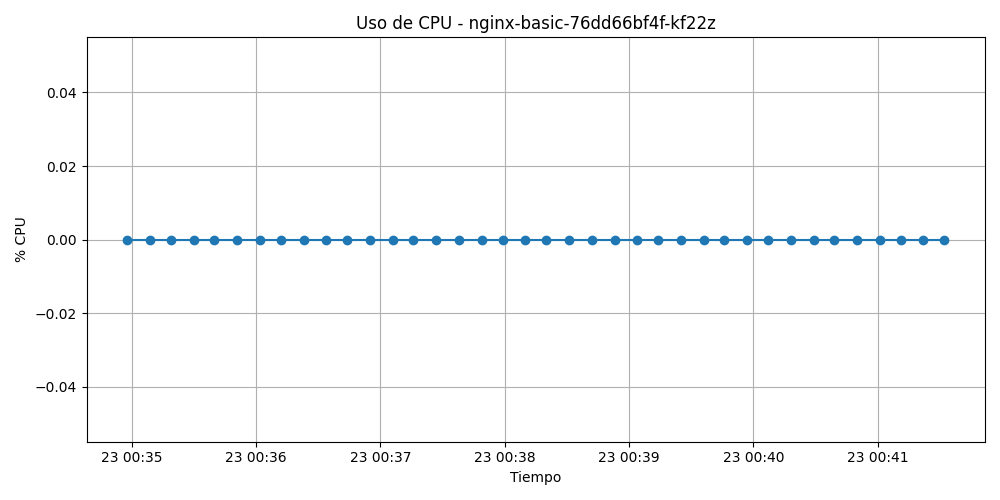 Uso de CPU - nginx-basic-76dd66bf4f-kf22z
0.04
0.02
0.00
−0.02
−0.04
% CPU
23 00:35 23 00:36 23 00:37 23 00:38 23 00:39 23 00:40 23 00:41
Tiempo